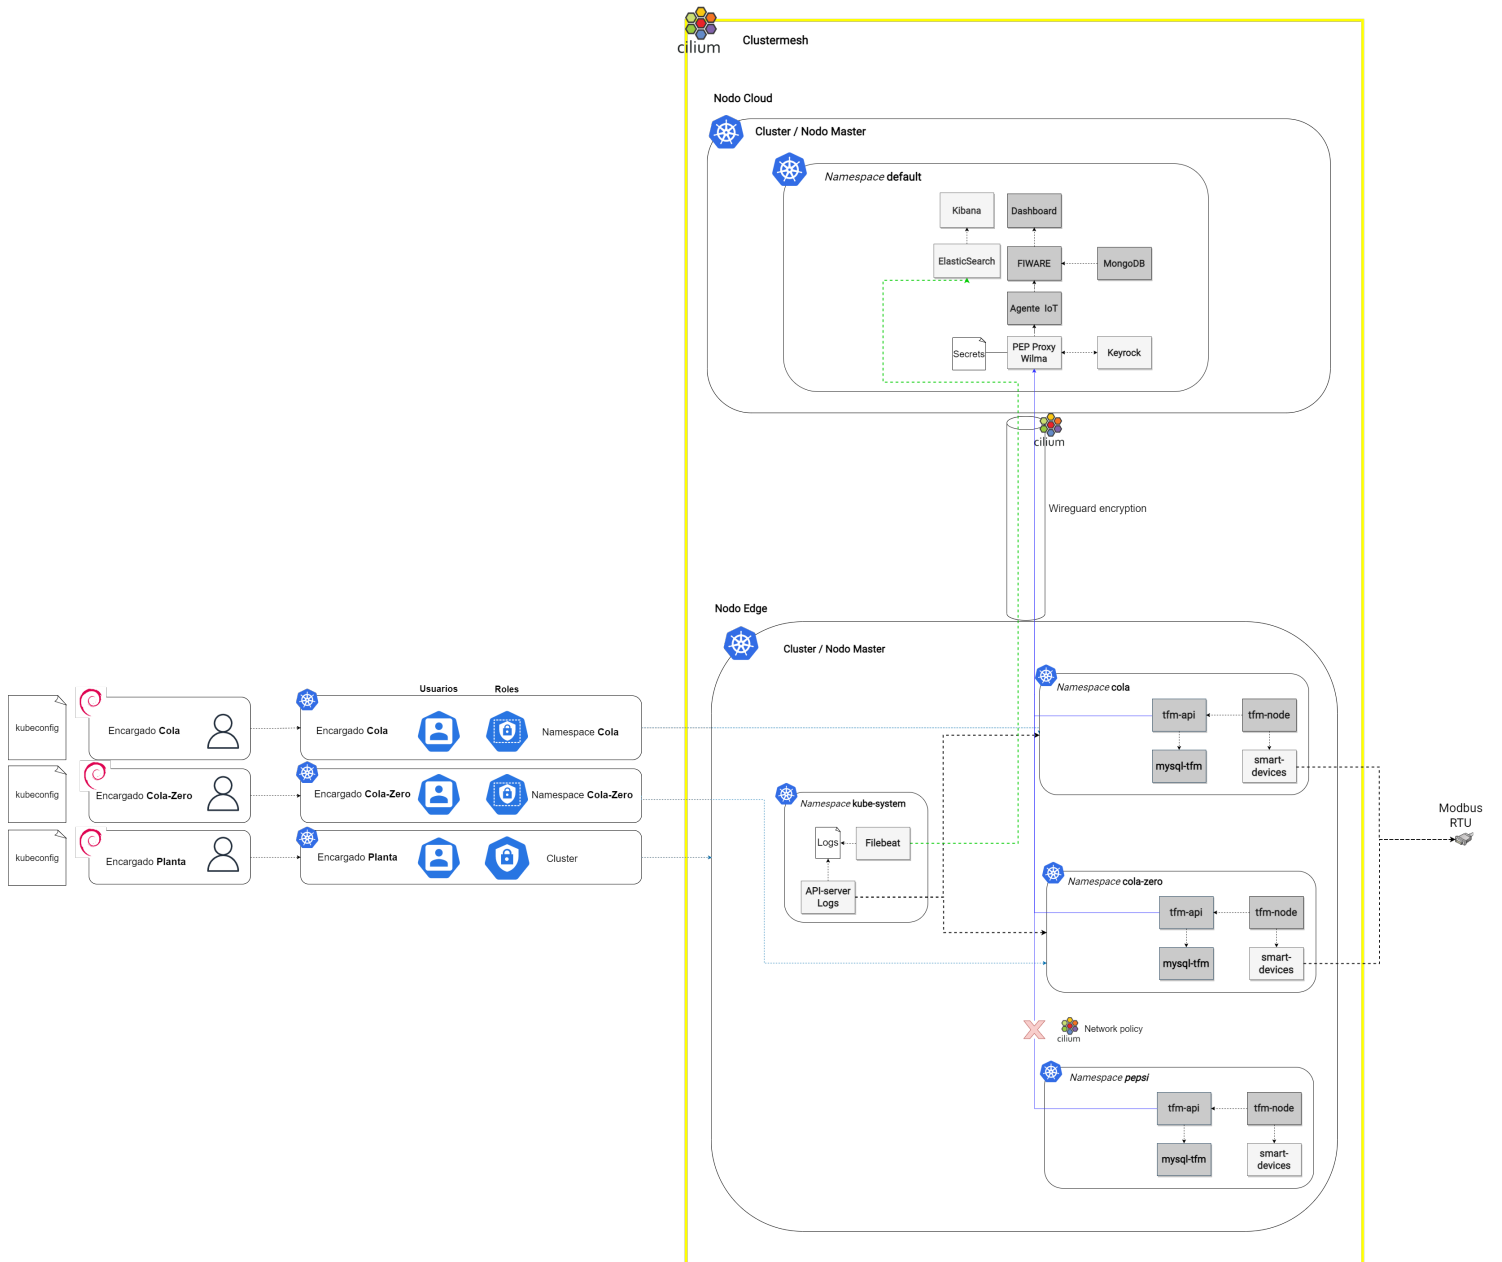 cilium
Clustermesh
Nodo Cloud
Cluster / Nodo Master
Namespace default
Kibana
Dashboard
ElasticSearch
FIWARE
MongoDB
Agente IoT
Secrets
PEP Proxy
Wilma
Keyrock
cilium
Wireguard encryption
Nodo Edge
Cluster / Nodo Master
Usuarios
Roles
kubeconfig
Encargado Cola
Encargado Cola
Namespace Cola
kubeconfig
Encargado Cola-Zero
Encargado Cola-Zero
Namespace Cola-Zero
kubeconfig
Encargado Planta
Encargado Planta
Cluster
Namespace kube-system
Logs
Filebeat
API-server
Logs
Namespace cola
tfm-api
tfm-node
mysql-tfm
smart-
devices
Modbus
RTU
Namespace cola-zero
tfm-api
tfm-node
mysql-tfm
smart-
devices
cilium
Network policy
Namespace pepsi
tfm-api
tfm-node
mysql-tfm
smart-
devices